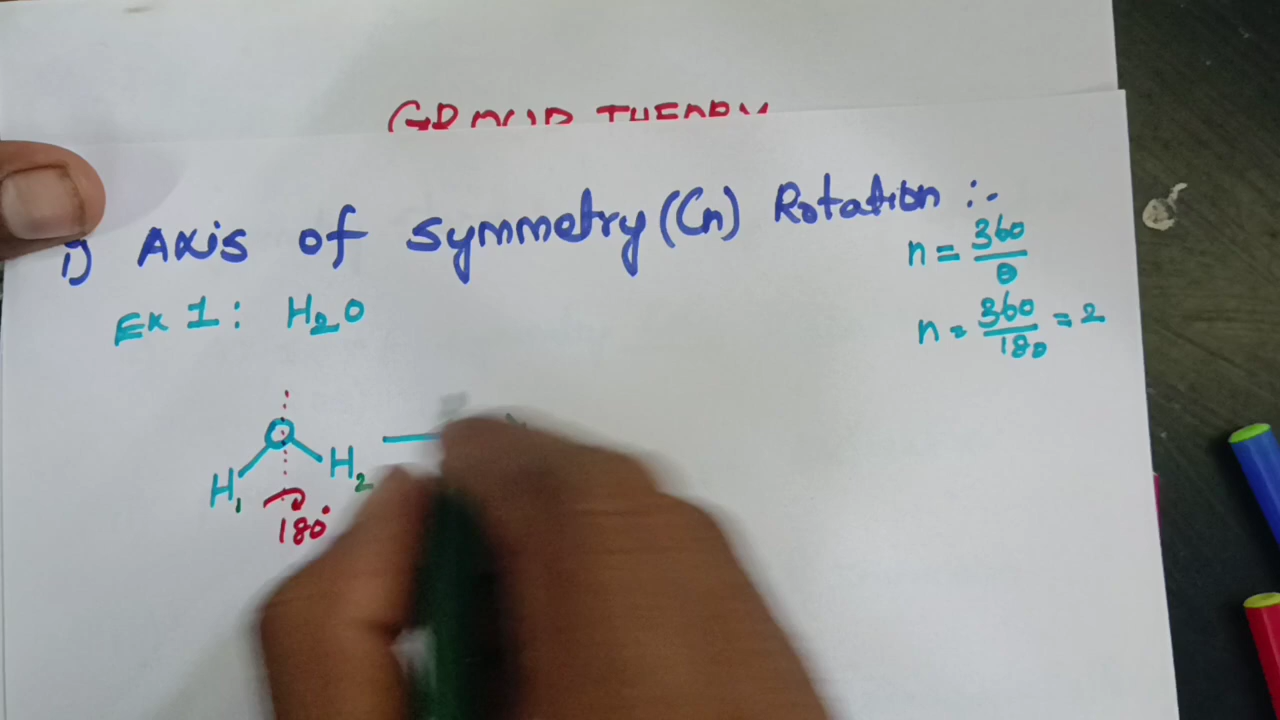 GROUP THEORY
1) Axis of symmetry (Cn) Rotation :-
n = 360/θ
Ex 1 : H2O
n = 360/180 = 2
O
H1 H2
180°